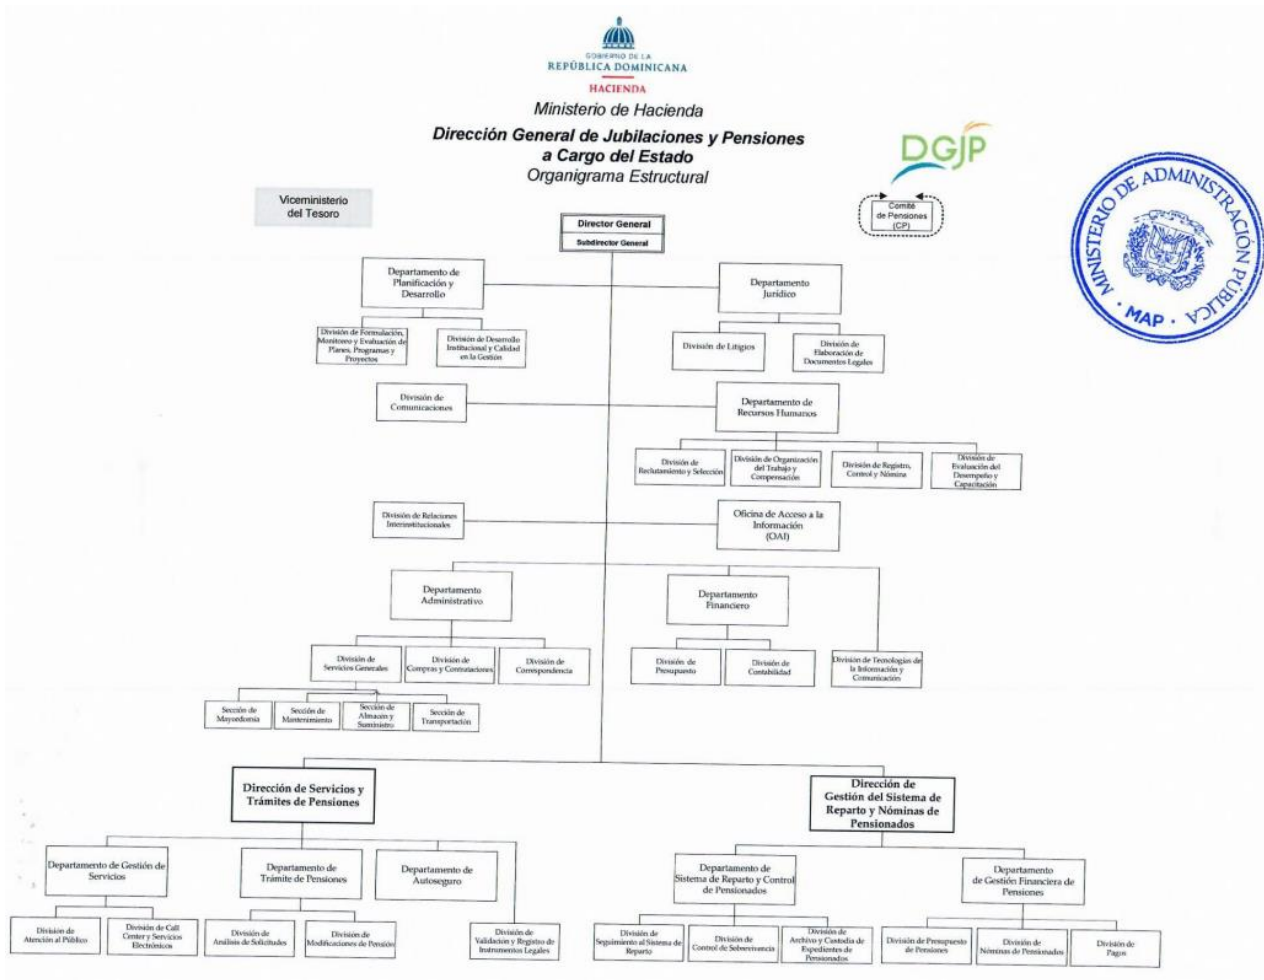 GOBIERNO DE LA
REPÚBLICA DOMINICANA
HACIENDA
Ministerio de Hacienda
Dirección General de Jubilaciones y Pensiones
a Cargo del Estado
Organigrama Estructural
DGJP
MINISTERIO DE ADMINISTRACIÓN PÚBLICA
· MAP ·
Viceministerio
del Tesoro
Comité
de Pensiones
(CP)
Director General
Subdirector General
Departamento de
Planificación y
Desarrollo
Departamento
Jurídico
División de Formulación,
Monitoreo y Evaluación de
Planes, Programas y
Proyectos
División de Desarrollo
Institucional y Calidad
en la Gestión
División de Litigios
División de
Elaboración de
Documentos Legales
División de
Comunicaciones
Departamento de
Recursos Humanos
División de
Reclutamiento y Selección
División de Organización
del Trabajo y
Compensación
División de Registro,
Control y Nómina
División de
Evaluación del
Desempeño y
Capacitación
División de Relaciones
Interinstitucionales
Oficina de Acceso a la
Información
(OAI)
Departamento
Administrativo
Departamento
Financiero
División de
Servicios Generales
División de
Compras y Contrataciones
División de
Correspondencia
División de
Presupuesto
División de
Contabilidad
División de Tecnologías de
la Información y
Comunicación
Sección de
Mayordomía
Sección de
Mantenimiento
Sección de
Almacén y
Suministro
Sección de
Transportación
Dirección de Servicios y
Trámites de Pensiones
Dirección de
Gestión del Sistema de
Reparto y Nóminas de
Pensionados
Departamento de Gestión de
Servicios
Departamento de
Trámite de Pensiones
Departamento de
Autoseguro
Departamento de
Sistema de Reparto y Control
de Pensionados
Departamento
de Gestión Financiera de
Pensiones
División de
Atención al Público
División de Call
Center y Servicios
Electrónicos
División de
Análisis de Solicitudes
División de
Modificaciones de Pensión
División de
Validación y Registro de
Instrumentos Legales
División de
Seguimiento al Sistema de
Reparto
División de
Control de Sobrevivencia
División de
Archivo y Custodia de
Expedientes de
Pensionados
División de Presupuesto
de Pensiones
División de
Nóminas de Pensionados
División de
Pagos